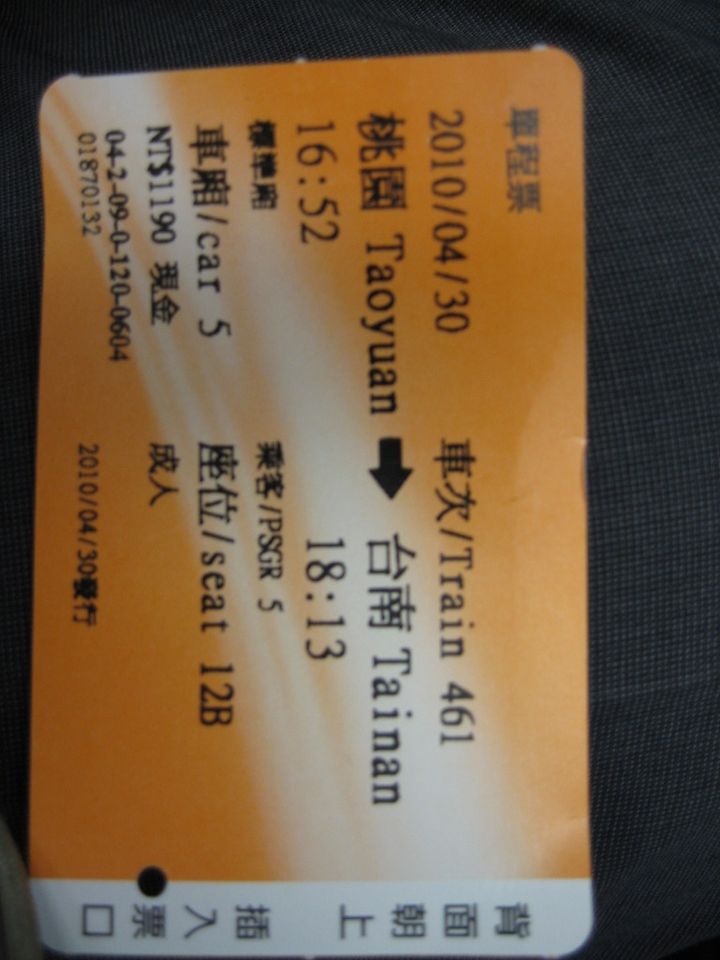 單程票
2010/04/30 車次/Train 461
桃園 Taoyuan → 台南 Tainan
16:52 18:13
標準廂 乘客/PSGR 5
車廂/car 5 座位/seat 12B
NT$1190 現金 成人
04-2-09-0-120-0604
01870132 2010/04/30發行
背面朝上 插入票口